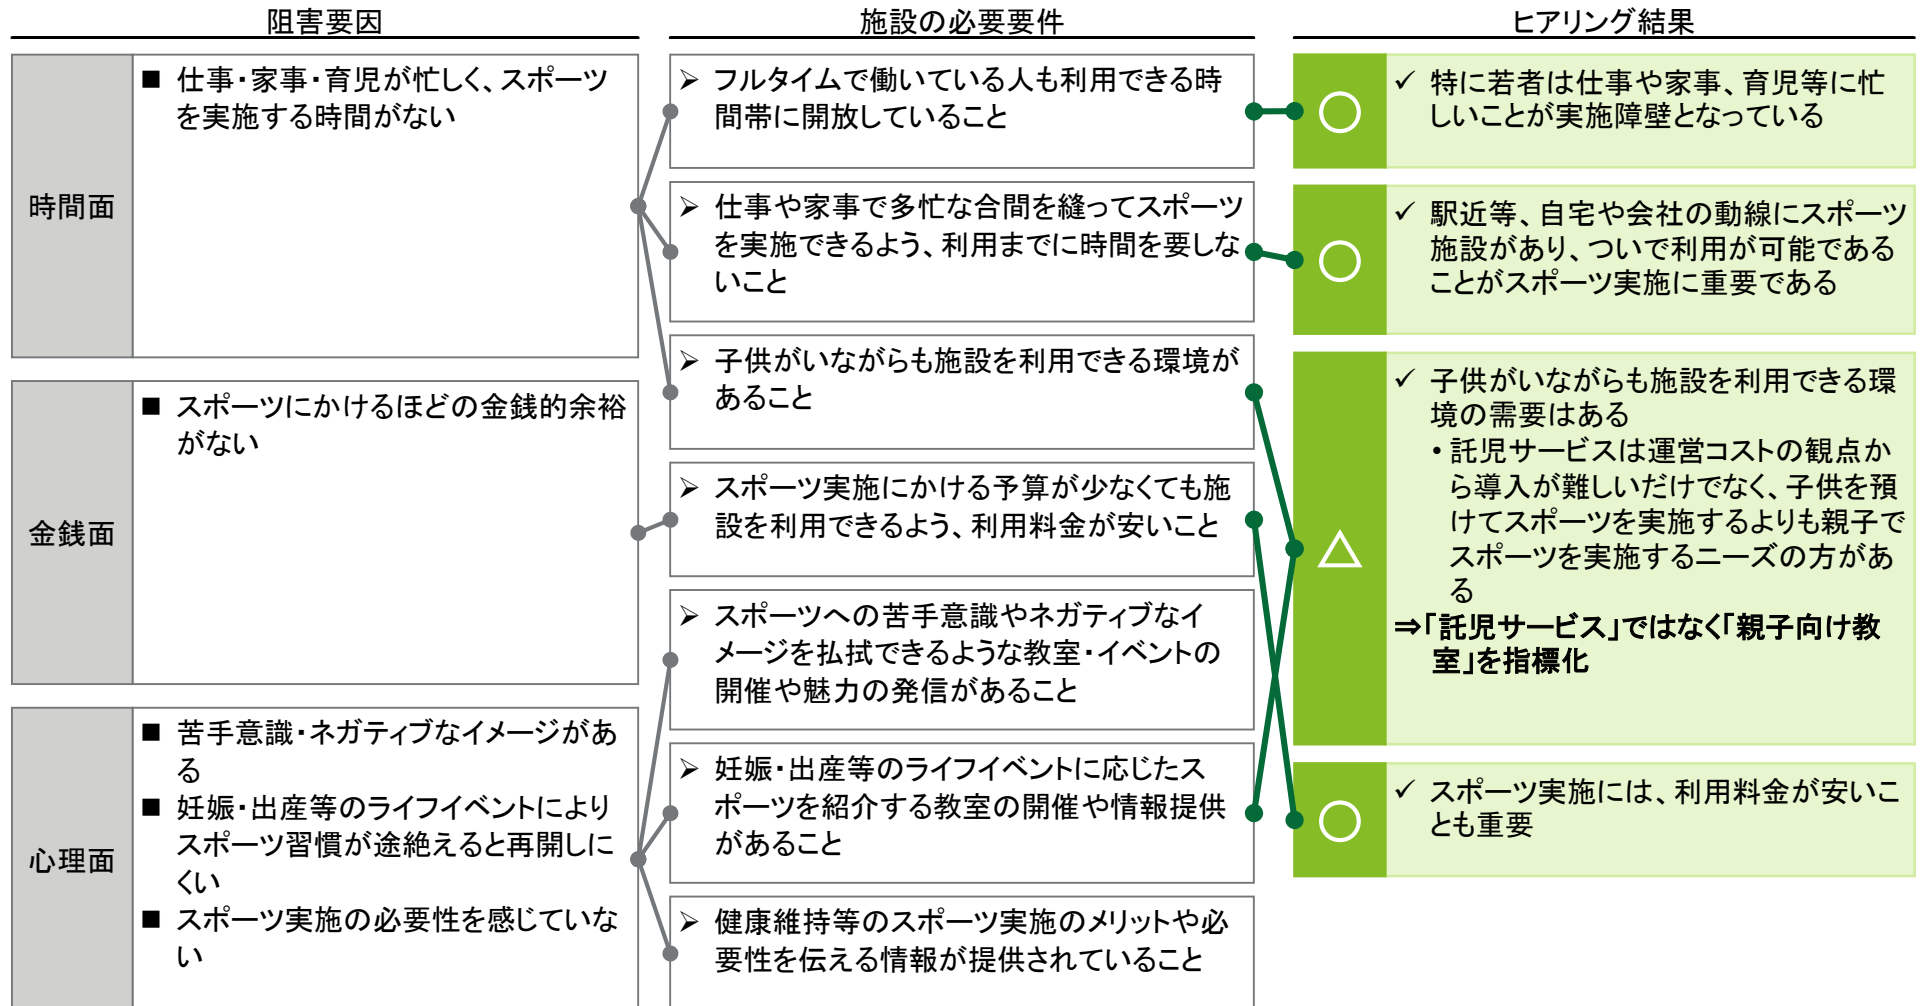 阻害要因
施設の必要要件
ヒアリング結果
時間面
■ 仕事・家事・育児が忙しく、スポーツ
を実施する時間がない
金銭面
■ スポーツにかけるほどの金銭的余裕
がない
心理面
■ 苦手意識・ネガティブなイメージがあ
る
■ 妊娠・出産等のライフイベントにより
スポーツ習慣が途絶えると再開しに
くい
■ スポーツ実施の必要性を感じていな
い
➢ フルタイムで働いている人も利用できる時
間帯に開放していること
➢ 仕事や家事で多忙な合間を縫ってスポーツ
を実施できるよう、利用までに時間を要しな
いこと
➢ 子供がいながらも施設を利用できる環境が
あること
➢ スポーツ実施にかける予算が少なくても施
設を利用できるよう、利用料金が安いこと
➢ スポーツへの苦手意識やネガティブなイ
メージを払拭できるような教室・イベントの
開催や魅力の発信があること
➢ 妊娠・出産等のライフイベントに応じたス
ポーツを紹介する教室の開催や情報提供
があること
➢ 健康維持等のスポーツ実施のメリットや必
要性を伝える情報が提供されていること
○
✓ 特に若者は仕事や家事、育児等に忙
しいことが実施障壁となっている
○
✓ 駅近等、自宅や会社の動線にスポーツ
施設があり、ついで利用が可能である
ことがスポーツ実施に重要である
△
✓ 子供がいながらも施設を利用できる環
境の需要はある
• 託児サービスは運営コストの観点か
ら導入が難しいだけでなく、子供を預
けてスポーツを実施するよりも親子で
スポーツを実施するニーズの方があ
る
⇒「託児サービス」ではなく「親子向け教
室」を指標化
○
✓ スポーツ実施には、利用料金が安いこ
とも重要